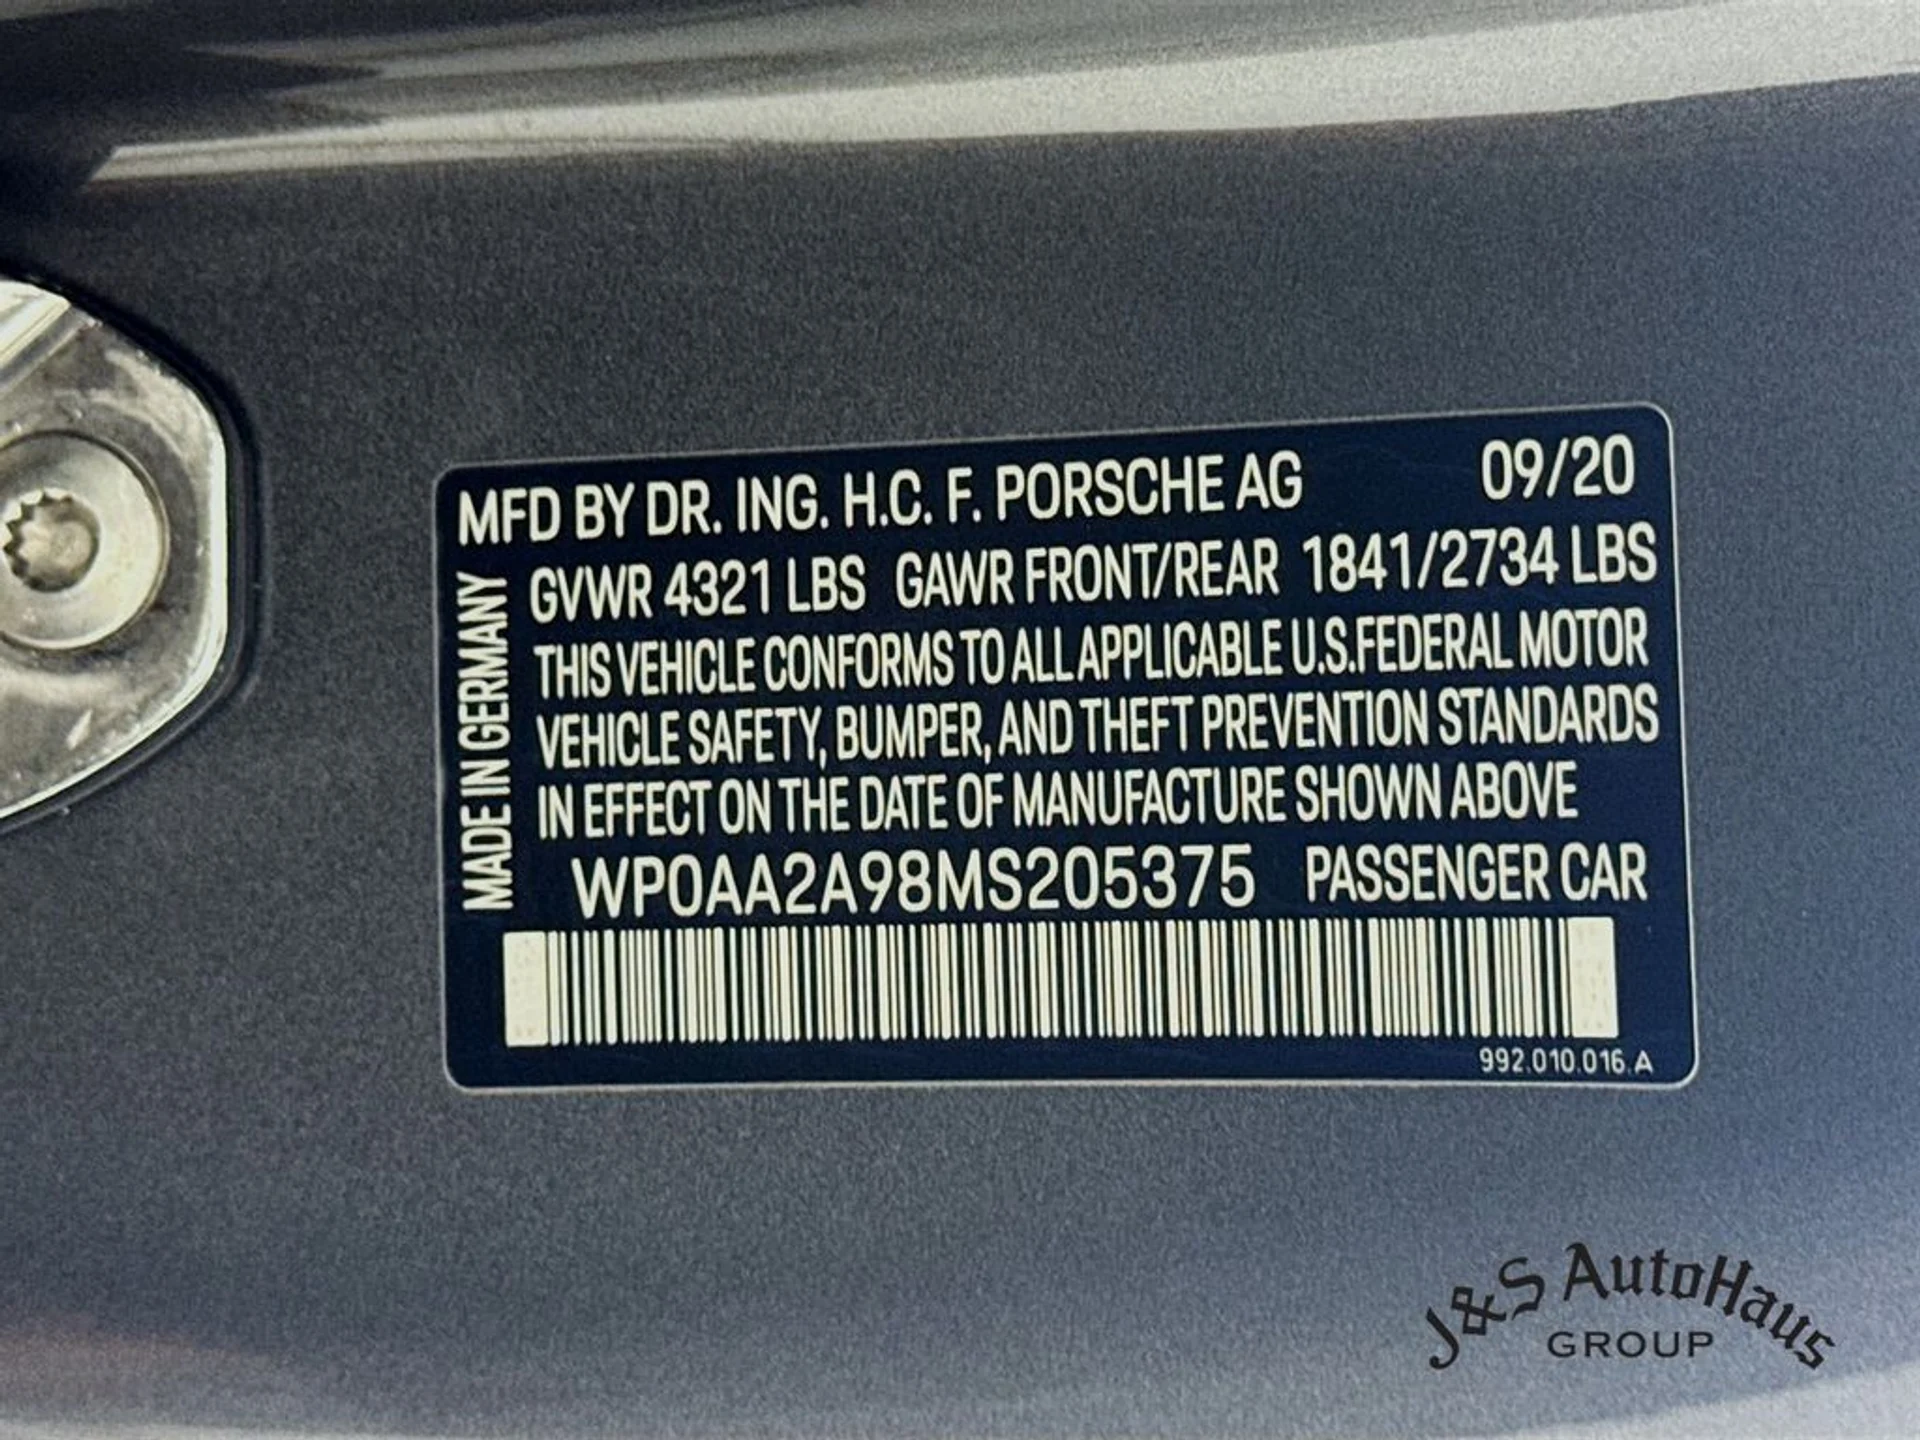 MFD BY DR. ING. H.C. F. PORSCHE AG 09/20
GVWR 4321 LBS GAWR FRONT/REAR 1841/2734 LBS
THIS VEHICLE CONFORMS TO ALL APPLICABLE U.S.FEDERAL MOTOR
VEHICLE SAFETY, BUMPER, AND THEFT PREVENTION STANDARDS
IN EFFECT ON THE DATE OF MANUFACTURE SHOWN ABOVE
MADE IN GERMANY
WP0AA2A98MS205375 PASSENGER CAR
992.010.016.A
J&S AutoHaus
GROUP